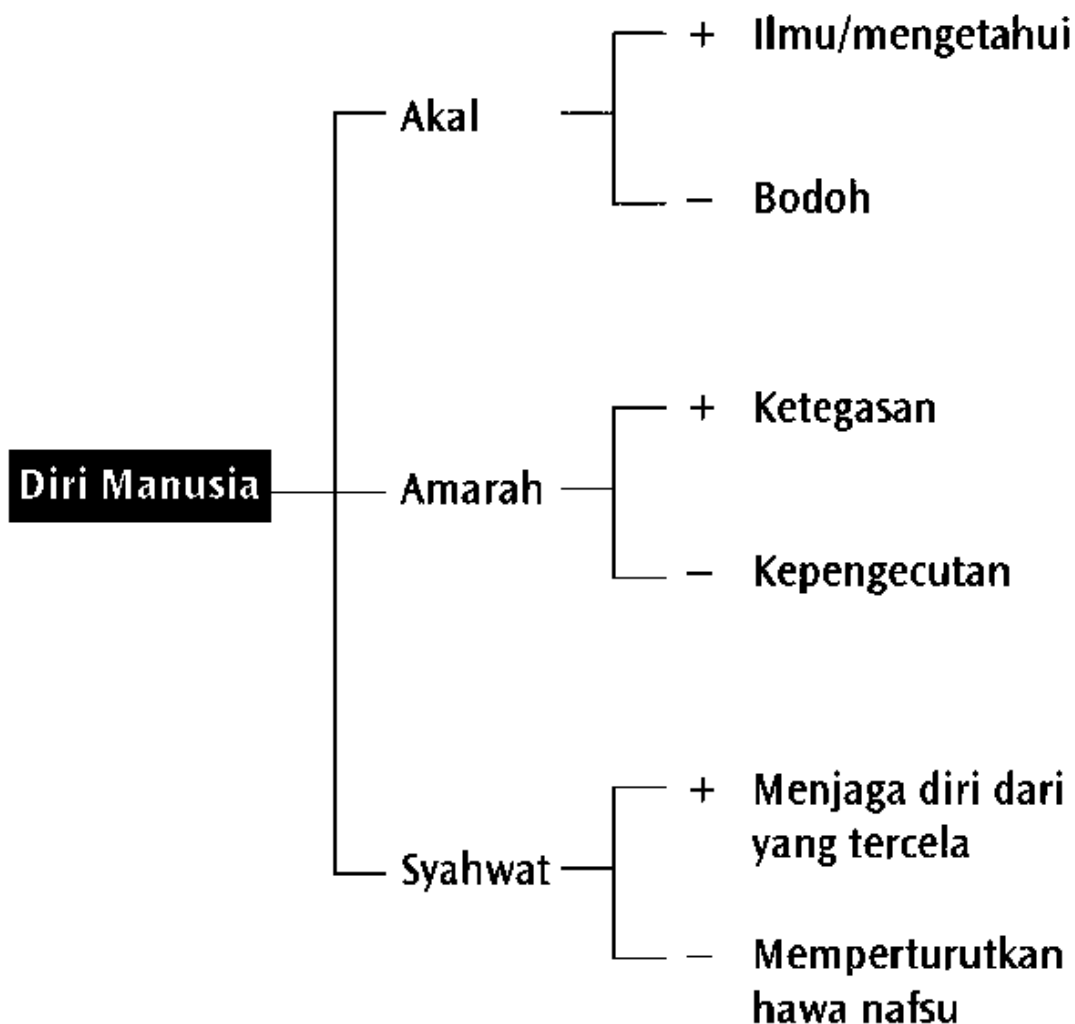 + Ilmu/mengetahui
Akal
– Bodoh
+ Ketegasan
Diri Manusia
Amarah
– Kepengecutan
+ Menjaga diri dari
yang tercela
Syahwat
– Memperturutkan
hawa nafsu